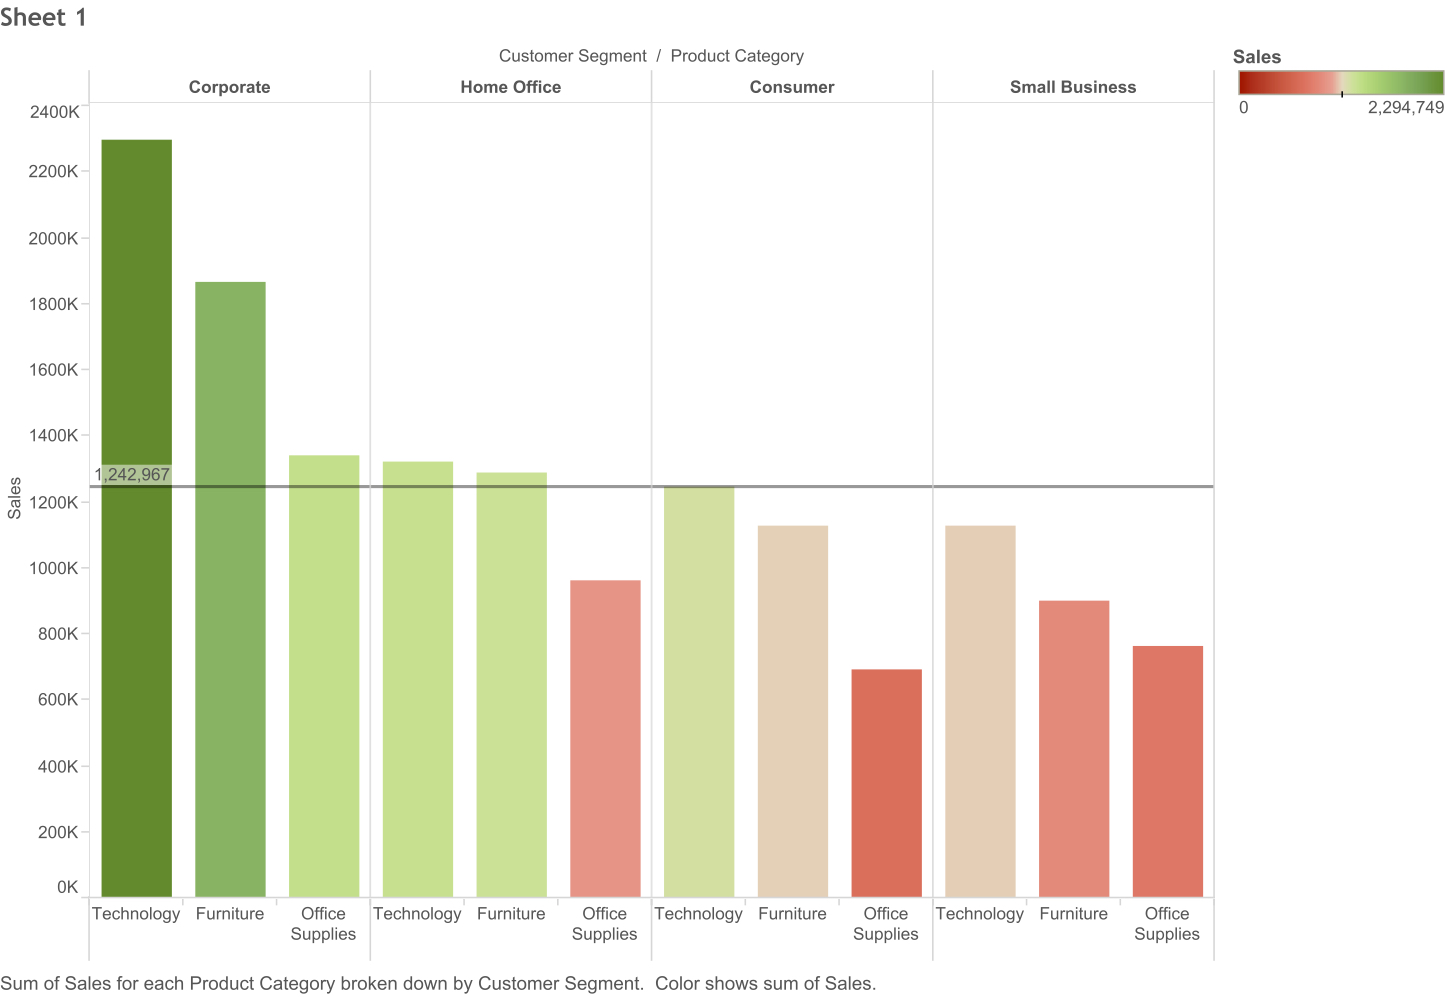 Sheet 1
Customer Segment / Product Category
Sales
0 2,294,749
Corporate Home Office Consumer Small Business
2400K
2200K
2000K
1800K
1600K
1400K
1,242,967
1200K
Sales
1000K
800K
600K
400K
200K
0K
Technology Furniture Office Technology Furniture Office Technology Furniture Office Technology Furniture Office
Supplies Supplies Supplies Supplies
Sum of Sales for each Product Category broken down by Customer Segment. Color shows sum of Sales.